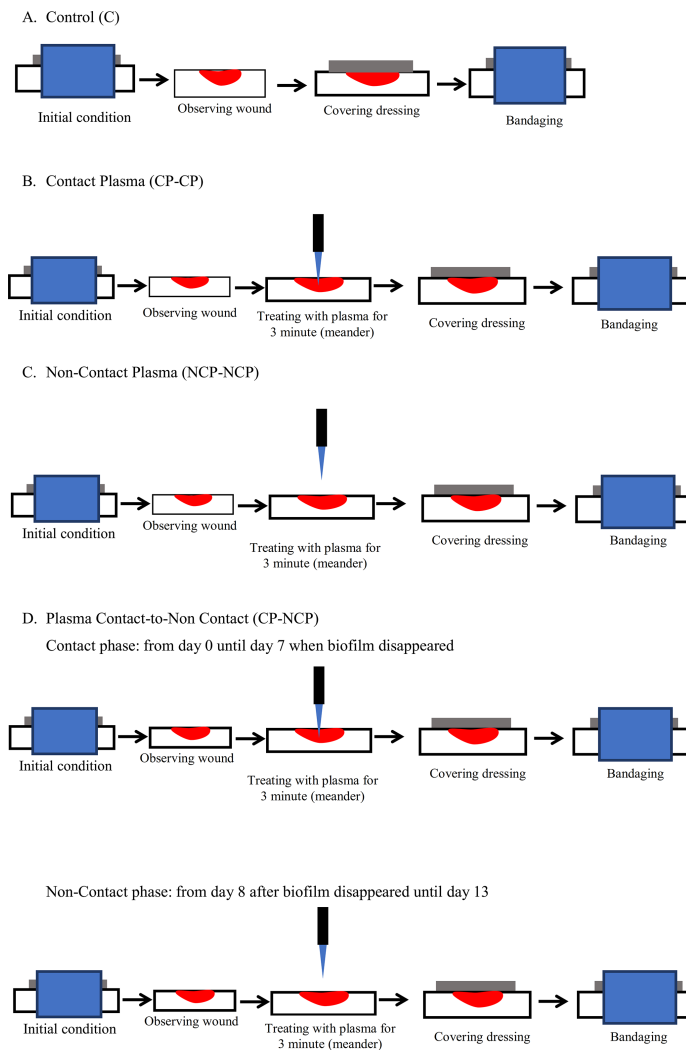 A. Control (C)
Initial condition
Observing wound
Covering dressing
Bandaging
B. Contact Plasma (CP-CP)
Initial condition
Observing wound
Treating with plasma for
3 minute (meander)
Covering dressing
Bandaging
C. Non-Contact Plasma (NCP-NCP)
Initial condition
Observing wound
Treating with plasma for
3 minute (meander)
Covering dressing
Bandaging
D. Plasma Contact-to-Non Contact (CP-NCP)
Contact phase: from day 0 until day 7 when biofilm disappeared
Initial condition
Observing wound
Treating with plasma for
3 minute (meander)
Covering dressing
Bandaging
Non-Contact phase: from day 8 after biofilm disappeared until day 13
Initial condition
Observing wound
Treating with plasma for
3 minute (meander)
Covering dressing
Bandaging